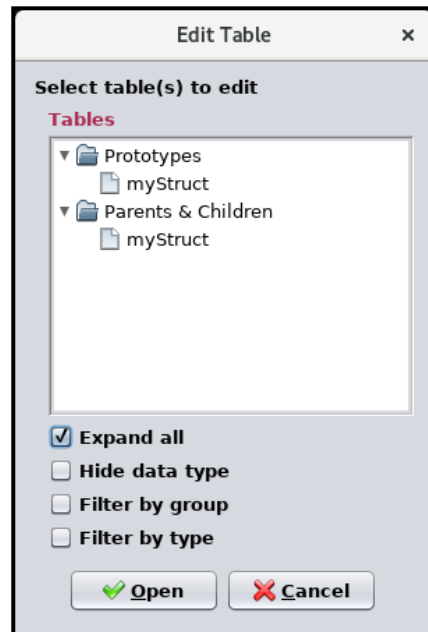 Edit Table
Select table(s) to edit
Tables
Prototypes
myStruct
Parents & Children
myStruct
Expand all
Hide data type
Filter by group
Filter by type
Open Cancel